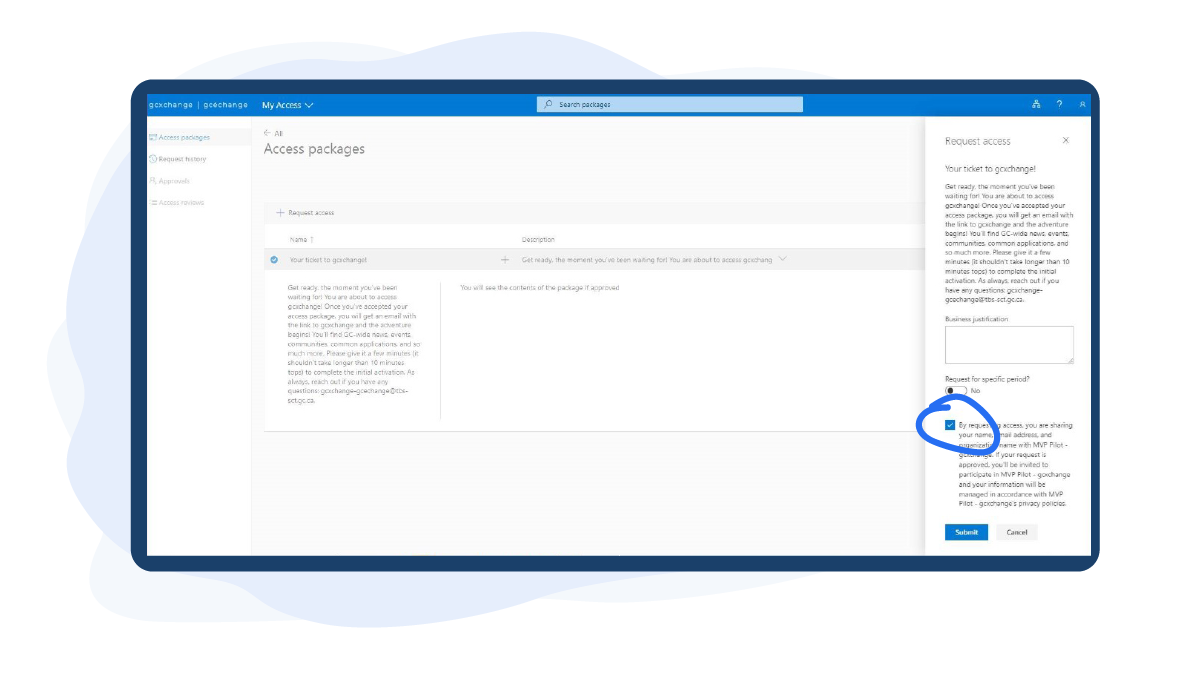 gcxchange | gcéchange My Access Search packages ?
Access packages
Request history
Approvals
Access reviews
← All
Access packages
+ Request access
Name ↑ Description
Your ticket to gcxchange! + Get ready, the moment you've been waiting for! You are about to access gcxchang
Get ready, the moment you've been
waiting for! You are about to access
gcxchange! Once you've accepted your
access package, you will get an email with
the link to gcxchange and the adventure
begins! You'll find GC-wide news, events,
communities, common applications, and so
much more. Please give it a few minutes (it
shouldn't take longer than 10 minutes
tops) to complete the initial activation. As
always, reach out if you have any
questions: gcxchange-gcechange@tbs-
sct.gc.ca.
You will see the contents of the package if approved
Request access
Your ticket to gcxchange!
Get ready, the moment you've been
waiting for! You are about to access
gcxchange! Once you've accepted your
access package, you will get an email with
the link to gcxchange and the adventure
begins! You'll find GC-wide news, events,
communities, common applications, and
so much more. Please give it a few
minutes (it shouldn't take longer than 10
minutes tops) to complete the initial
activation. As always, reach out if you
have any questions: gcxchange-
gcechange@tbs-sct.gc.ca.
Business justification
Request for specific period?
No
By requesting access, you are sharing
your name, email address, and
organization name with MVP Pilot -
gcxchange. If your request is
approved, you'll be invited to
participate in MVP Pilot - gcxchange
and your information will be
managed in accordance with MVP
Pilot - gcxchange's privacy policies.
Submit Cancel